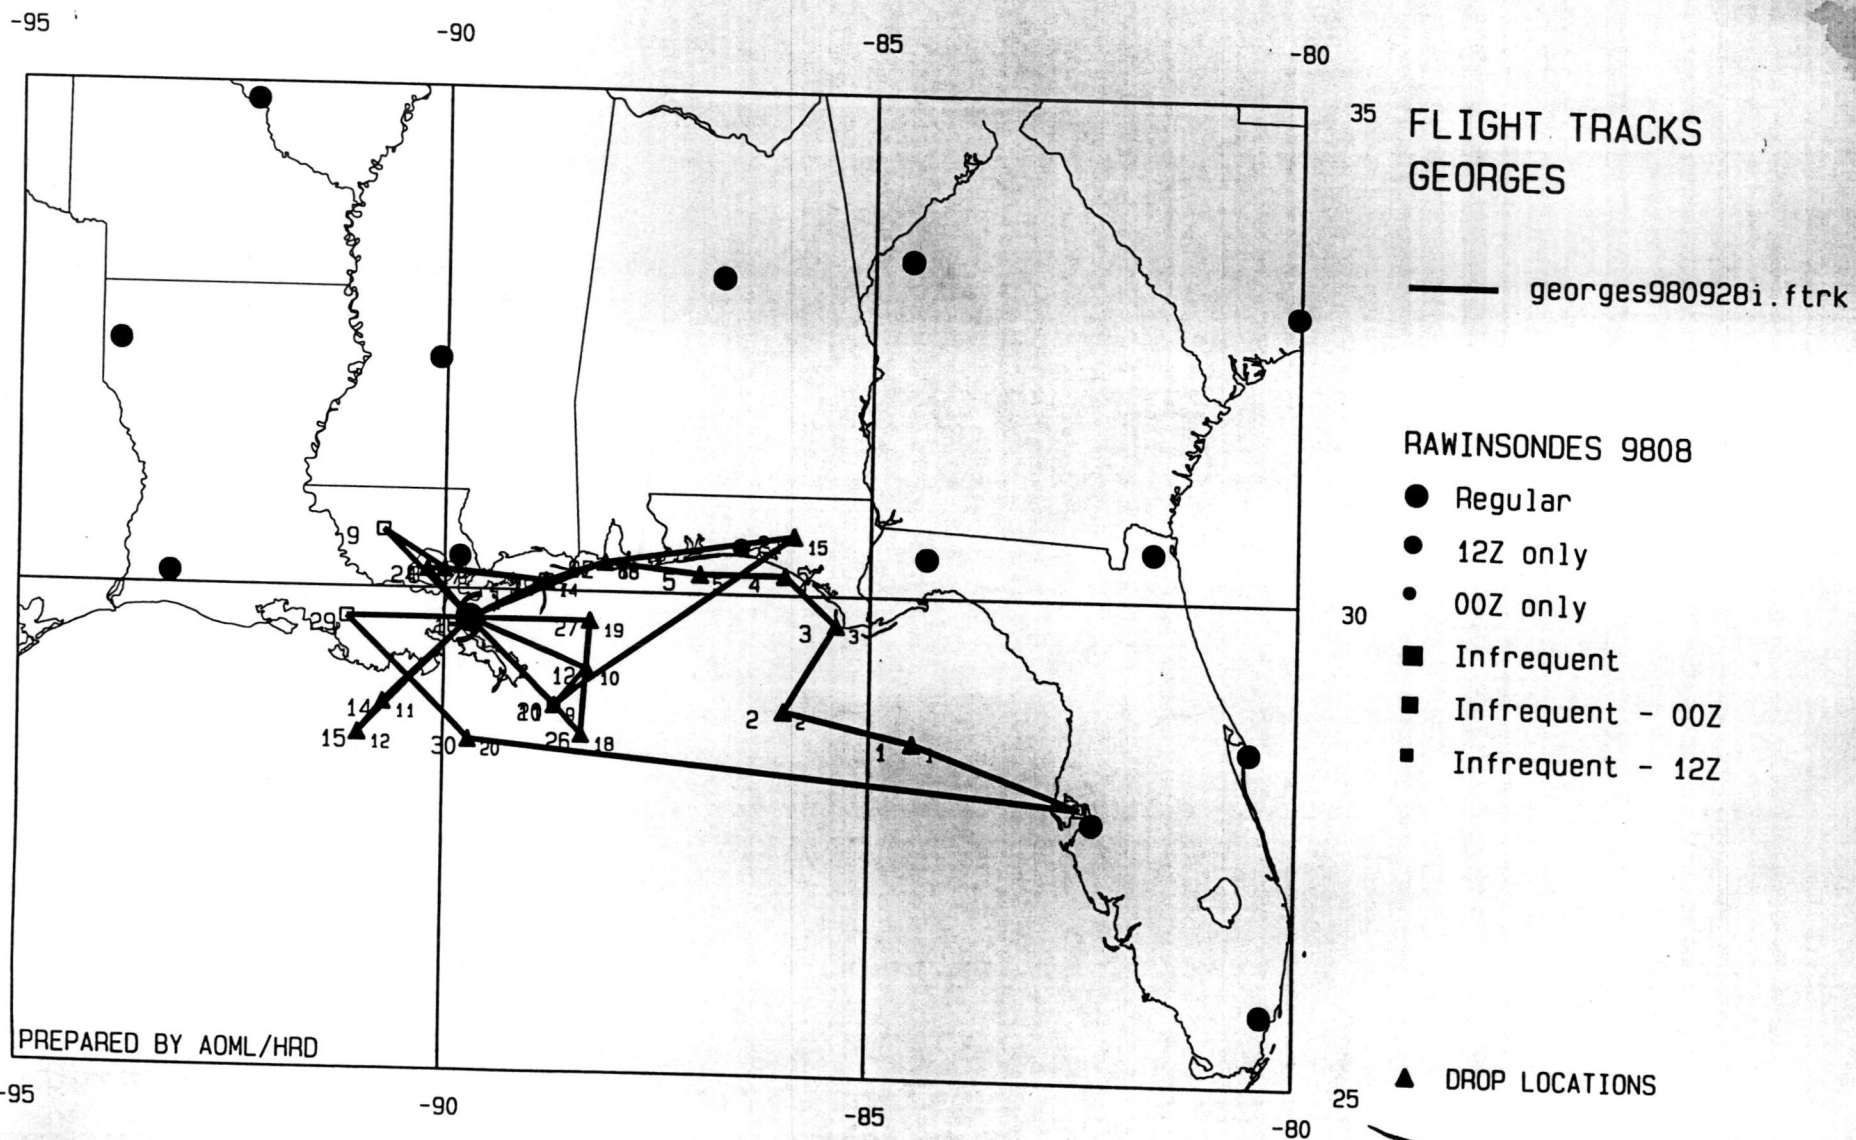 -95
-90
-85
-80
35
FLIGHT TRACKS
GEORGES
georges980928i.ftrk
RAWINSONDES 9808
Regular
12Z only
00Z only
Infrequent
Infrequent - 00Z
Infrequent - 12Z
DROP LOCATIONS
9
15
14
5
4
3
3
29
27
19
12
10
14
11
15
12
30
20
26
18
2
2
1
1
30
PREPARED BY AOML/HRD
-95
-90
-85
-80
25